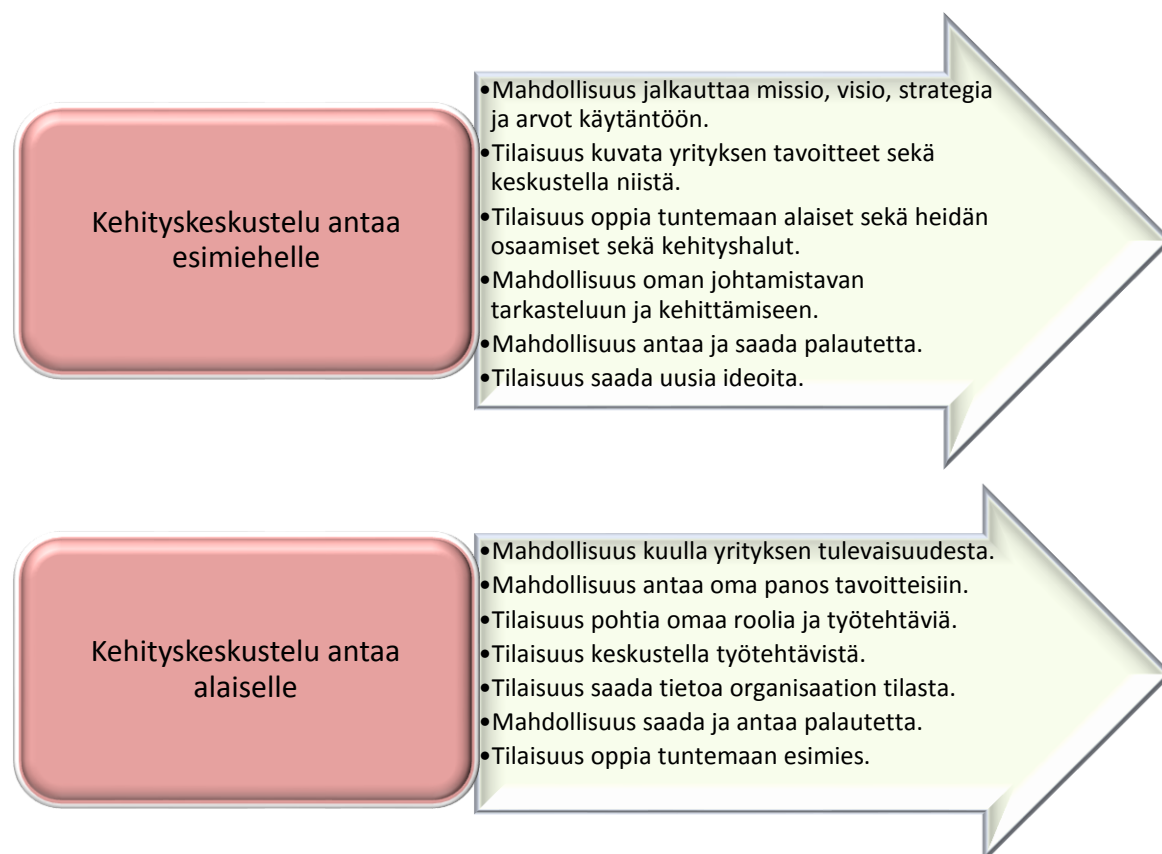 Kehityskeskustelu antaa
esimiehelle
•Mahdollisuus jalkauttaa missio, visio, strategia
ja arvot käytäntöön.
•Tilaisuus kuvata yrityksen tavoitteet sekä
keskustella niistä.
•Tilaisuus oppia tuntemaan alaiset sekä heidän
osaamiset sekä kehityshalut.
•Mahdollisuus oman johtamistavan
tarkasteluun ja kehittämiseen.
•Mahdollisuus antaa ja saada palautetta.
•Tilaisuus saada uusia ideoita.
Kehityskeskustelu antaa
alaiselle
•Mahdollisuus kuulla yrityksen tulevaisuudesta.
•Mahdollisuus antaa oma panos tavoitteisiin.
•Tilaisuus pohtia omaa roolia ja työtehtäviä.
•Tilaisuus keskustella työtehtävistä.
•Tilaisuus saada tietoa organisaation tilasta.
•Mahdollisuus saada ja antaa palautetta.
•Tilaisuus oppia tuntemaan esimies.